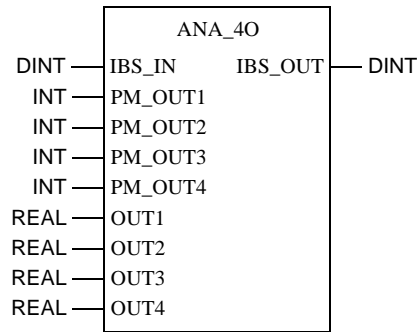 ANA_4O
DINT IBS_IN IBS_OUT DINT
INT PM_OUT1
INT PM_OUT2
INT PM_OUT3
INT PM_OUT4
REAL OUT1
REAL OUT2
REAL OUT3
REAL OUT4